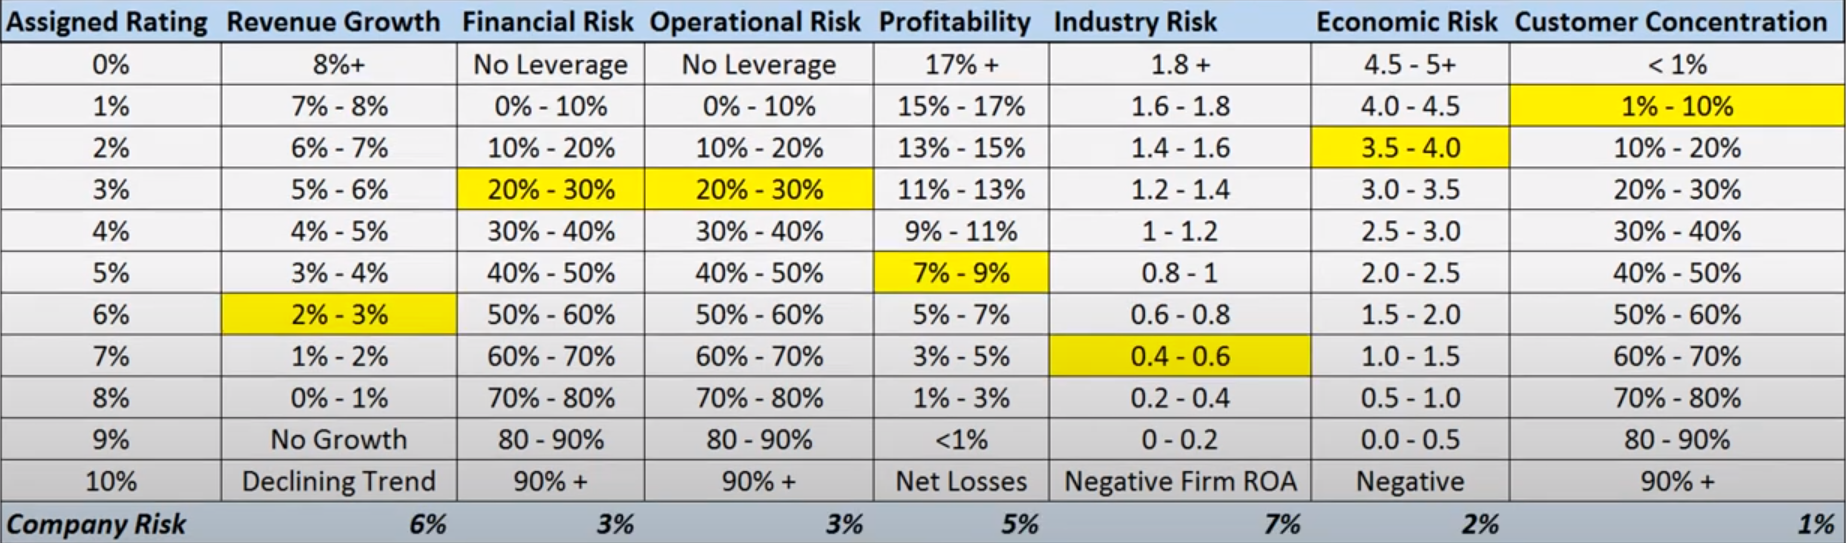 Assigned Rating Revenue Growth Financial Risk Operational Risk Profitability Industry Risk Economic Risk Customer Concentration
0% 8%+ No Leverage No Leverage 17% + 1.8 + 4.5 - 5+ < 1%
1% 7% - 8% 0% - 10% 0% - 10% 15% - 17% 1.6 - 1.8 4.0 - 4.5 1% - 10%
2% 6% - 7% 10% - 20% 10% - 20% 13% - 15% 1.4 - 1.6 3.5 - 4.0 10% - 20%
3% 5% - 6% 20% - 30% 20% - 30% 11% - 13% 1.2 - 1.4 3.0 - 3.5 20% - 30%
4% 4% - 5% 30% - 40% 30% - 40% 9% - 11% 1 - 1.2 2.5 - 3.0 30% - 40%
5% 3% - 4% 40% - 50% 40% - 50% 7% - 9% 0.8 - 1 2.0 - 2.5 40% - 50%
6% 2% - 3% 50% - 60% 50% - 60% 5% - 7% 0.6 - 0.8 1.5 - 2.0 50% - 60%
7% 1% - 2% 60% - 70% 60% - 70% 3% - 5% 0.4 - 0.6 1.0 - 1.5 60% - 70%
8% 0% - 1% 70% - 80% 70% - 80% 1% - 3% 0.2 - 0.4 0.5 - 1.0 70% - 80%
9% No Growth 80 - 90% 80 - 90% <1% 0 - 0.2 0.0 - 0.5 80 - 90%
10% Declining Trend 90% + 90% + Net Losses Negative Firm ROA Negative 90% +
Company Risk 6% 3% 3% 5% 7% 2% 1%